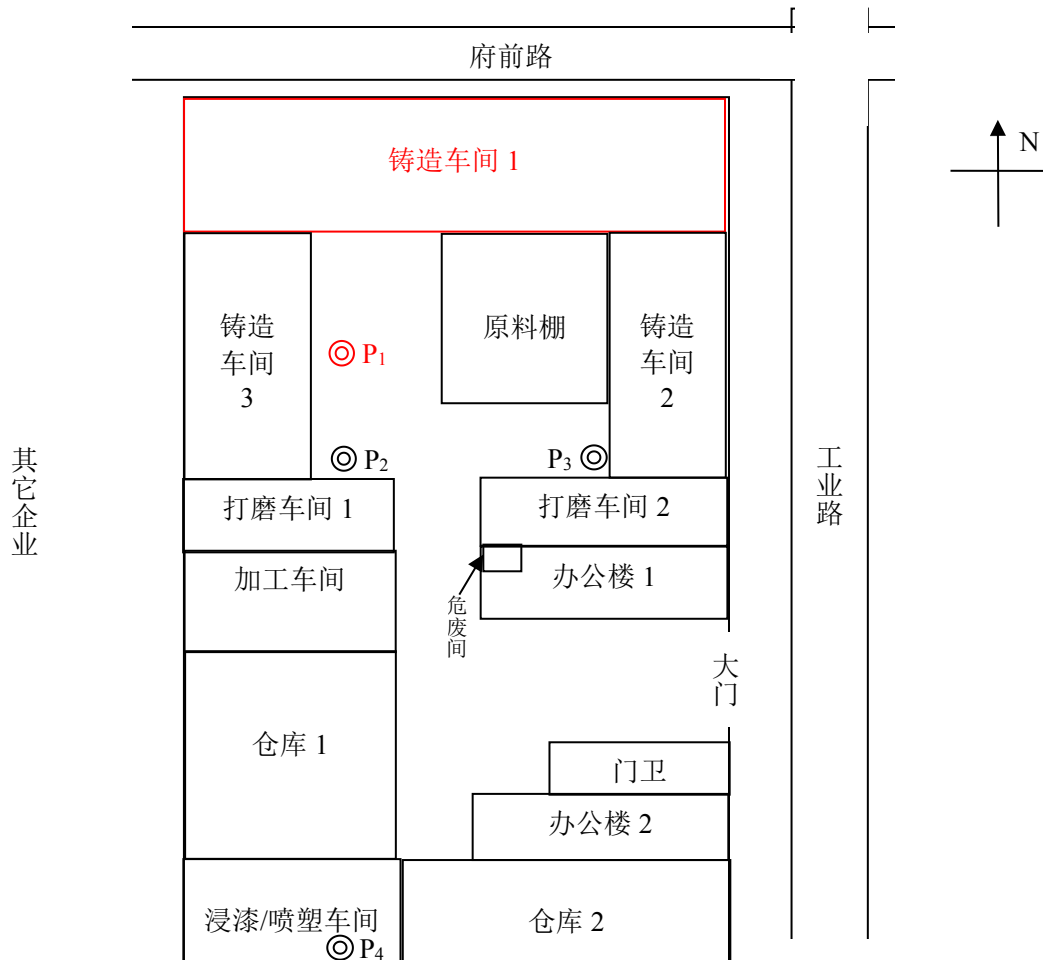 府前路
N
铸造车间 1
铸造
车间
3
P₁
原料棚
铸造
车间
2
其它企业
P₂
P₃
工业路
打磨车间 1
打磨车间 2
加工车间
办公楼 1
危废间
大门
仓库 1
门卫
办公楼 2
浸漆/喷塑车间
P₄
仓库 2